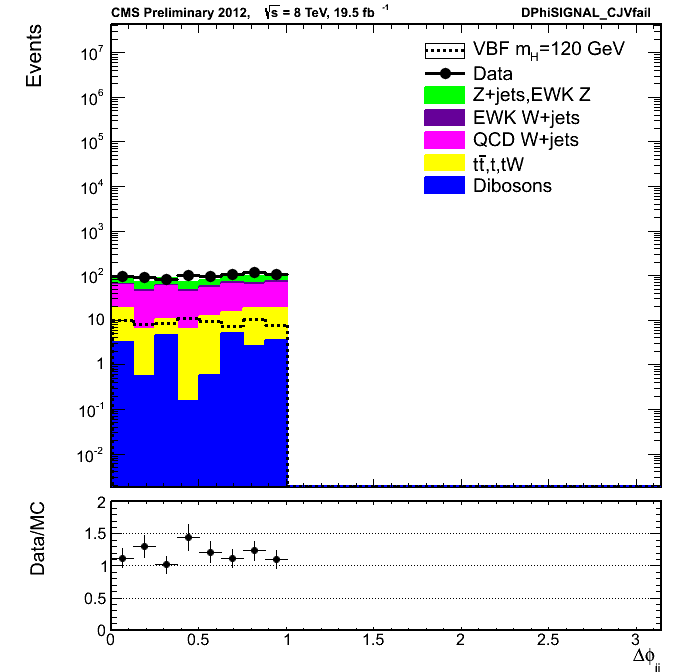 CMS Preliminary 2012, √s = 8 TeV, 19.5 fb⁻¹ DPhiSIGNAL_CJVfail
Events
VBF m_H=120 GeV
Data
Z+jets,EWK Z
EWK W+jets
QCD W+jets
tt̄,t,tW
Dibosons
10⁷
10⁶
10⁵
10⁴
10³
10²
10
1
10⁻¹
10⁻²
Data/MC
2
1.5
1
0.5
0
0 0.5 1 1.5 2 2.5 3
Δϕ_jj